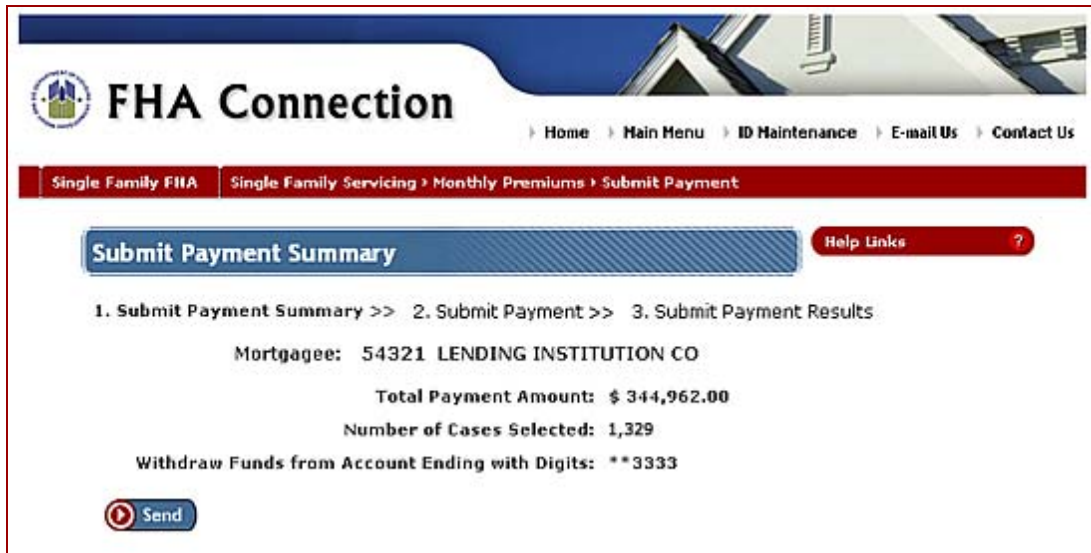 FHA Connection
Home Main Menu ID Maintenance E-mail Us Contact Us
Single Family FHA Single Family Servicing › Monthly Premiums › Submit Payment
Submit Payment Summary
Help Links ?
1. Submit Payment Summary >> 2. Submit Payment >> 3. Submit Payment Results
Mortgagee: 54321 LENDING INSTITUTION CO
Total Payment Amount: $ 344,962.00
Number of Cases Selected: 1,329
Withdraw Funds from Account Ending with Digits: **3333
Send